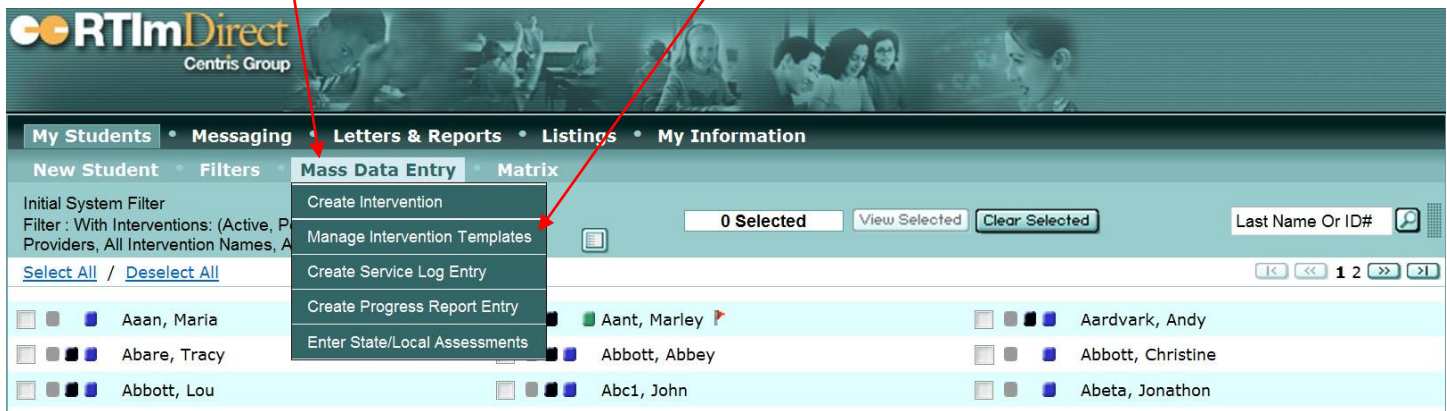 RTImDirect
Centris Group
My Students • Messaging • Letters & Reports • Listings • My Information
New Student • Filters • Mass Data Entry • Matrix
Initial System Filter
Filter : With Interventions: (Active, P
Providers, All Intervention Names, A
Create Intervention
Manage Intervention Templates
Create Service Log Entry
Create Progress Report Entry
Enter State/Local Assessments
0 Selected View Selected Clear Selected Last Name Or ID#
Select All / Deselect All
1 2
Aaan, Maria Aant, Marley Aardvark, Andy
Abare, Tracy Abbott, Abbey Abbott, Christine
Abbott, Lou Abc1, John Abeta, Jonathon